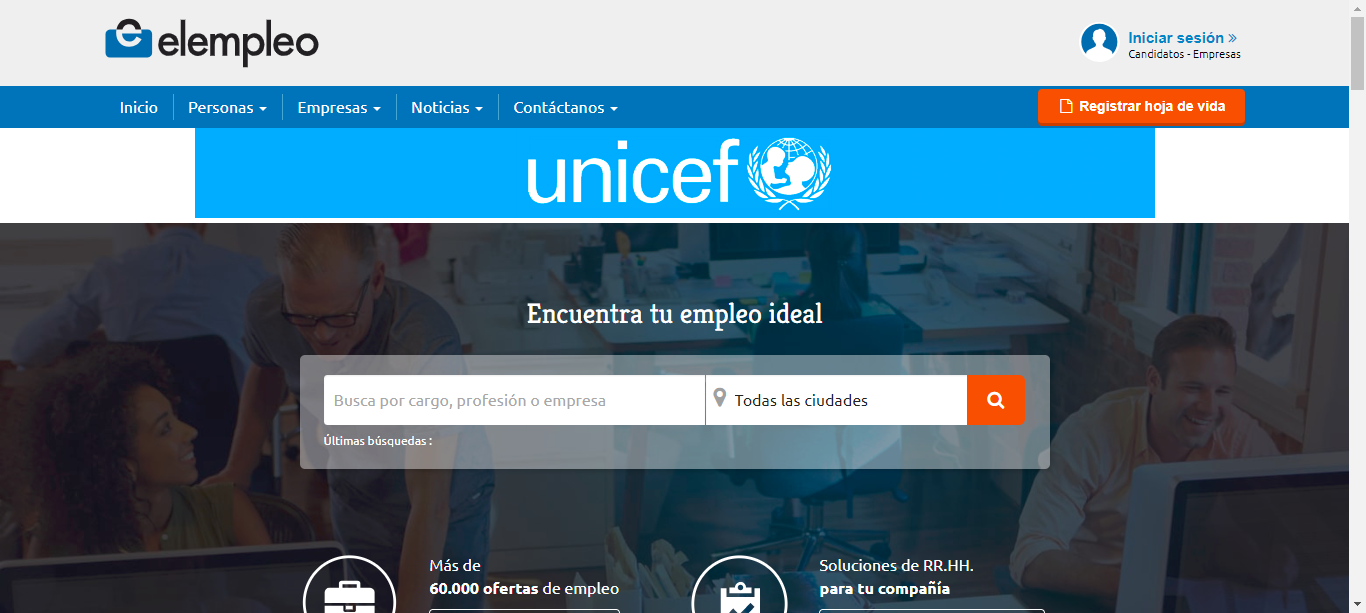 elempleo
Iniciar sesión »
Candidatos - Empresas
Inicio
Personas
Empresas
Noticias
Contáctanos
Registrar hoja de vida
unicef
Encuentra tu empleo ideal
Busca por cargo, profesión o empresa
Todas las ciudades
Últimas búsquedas :
Más de
60.000 ofertas de empleo
Soluciones de RR.HH.
para tu compañía